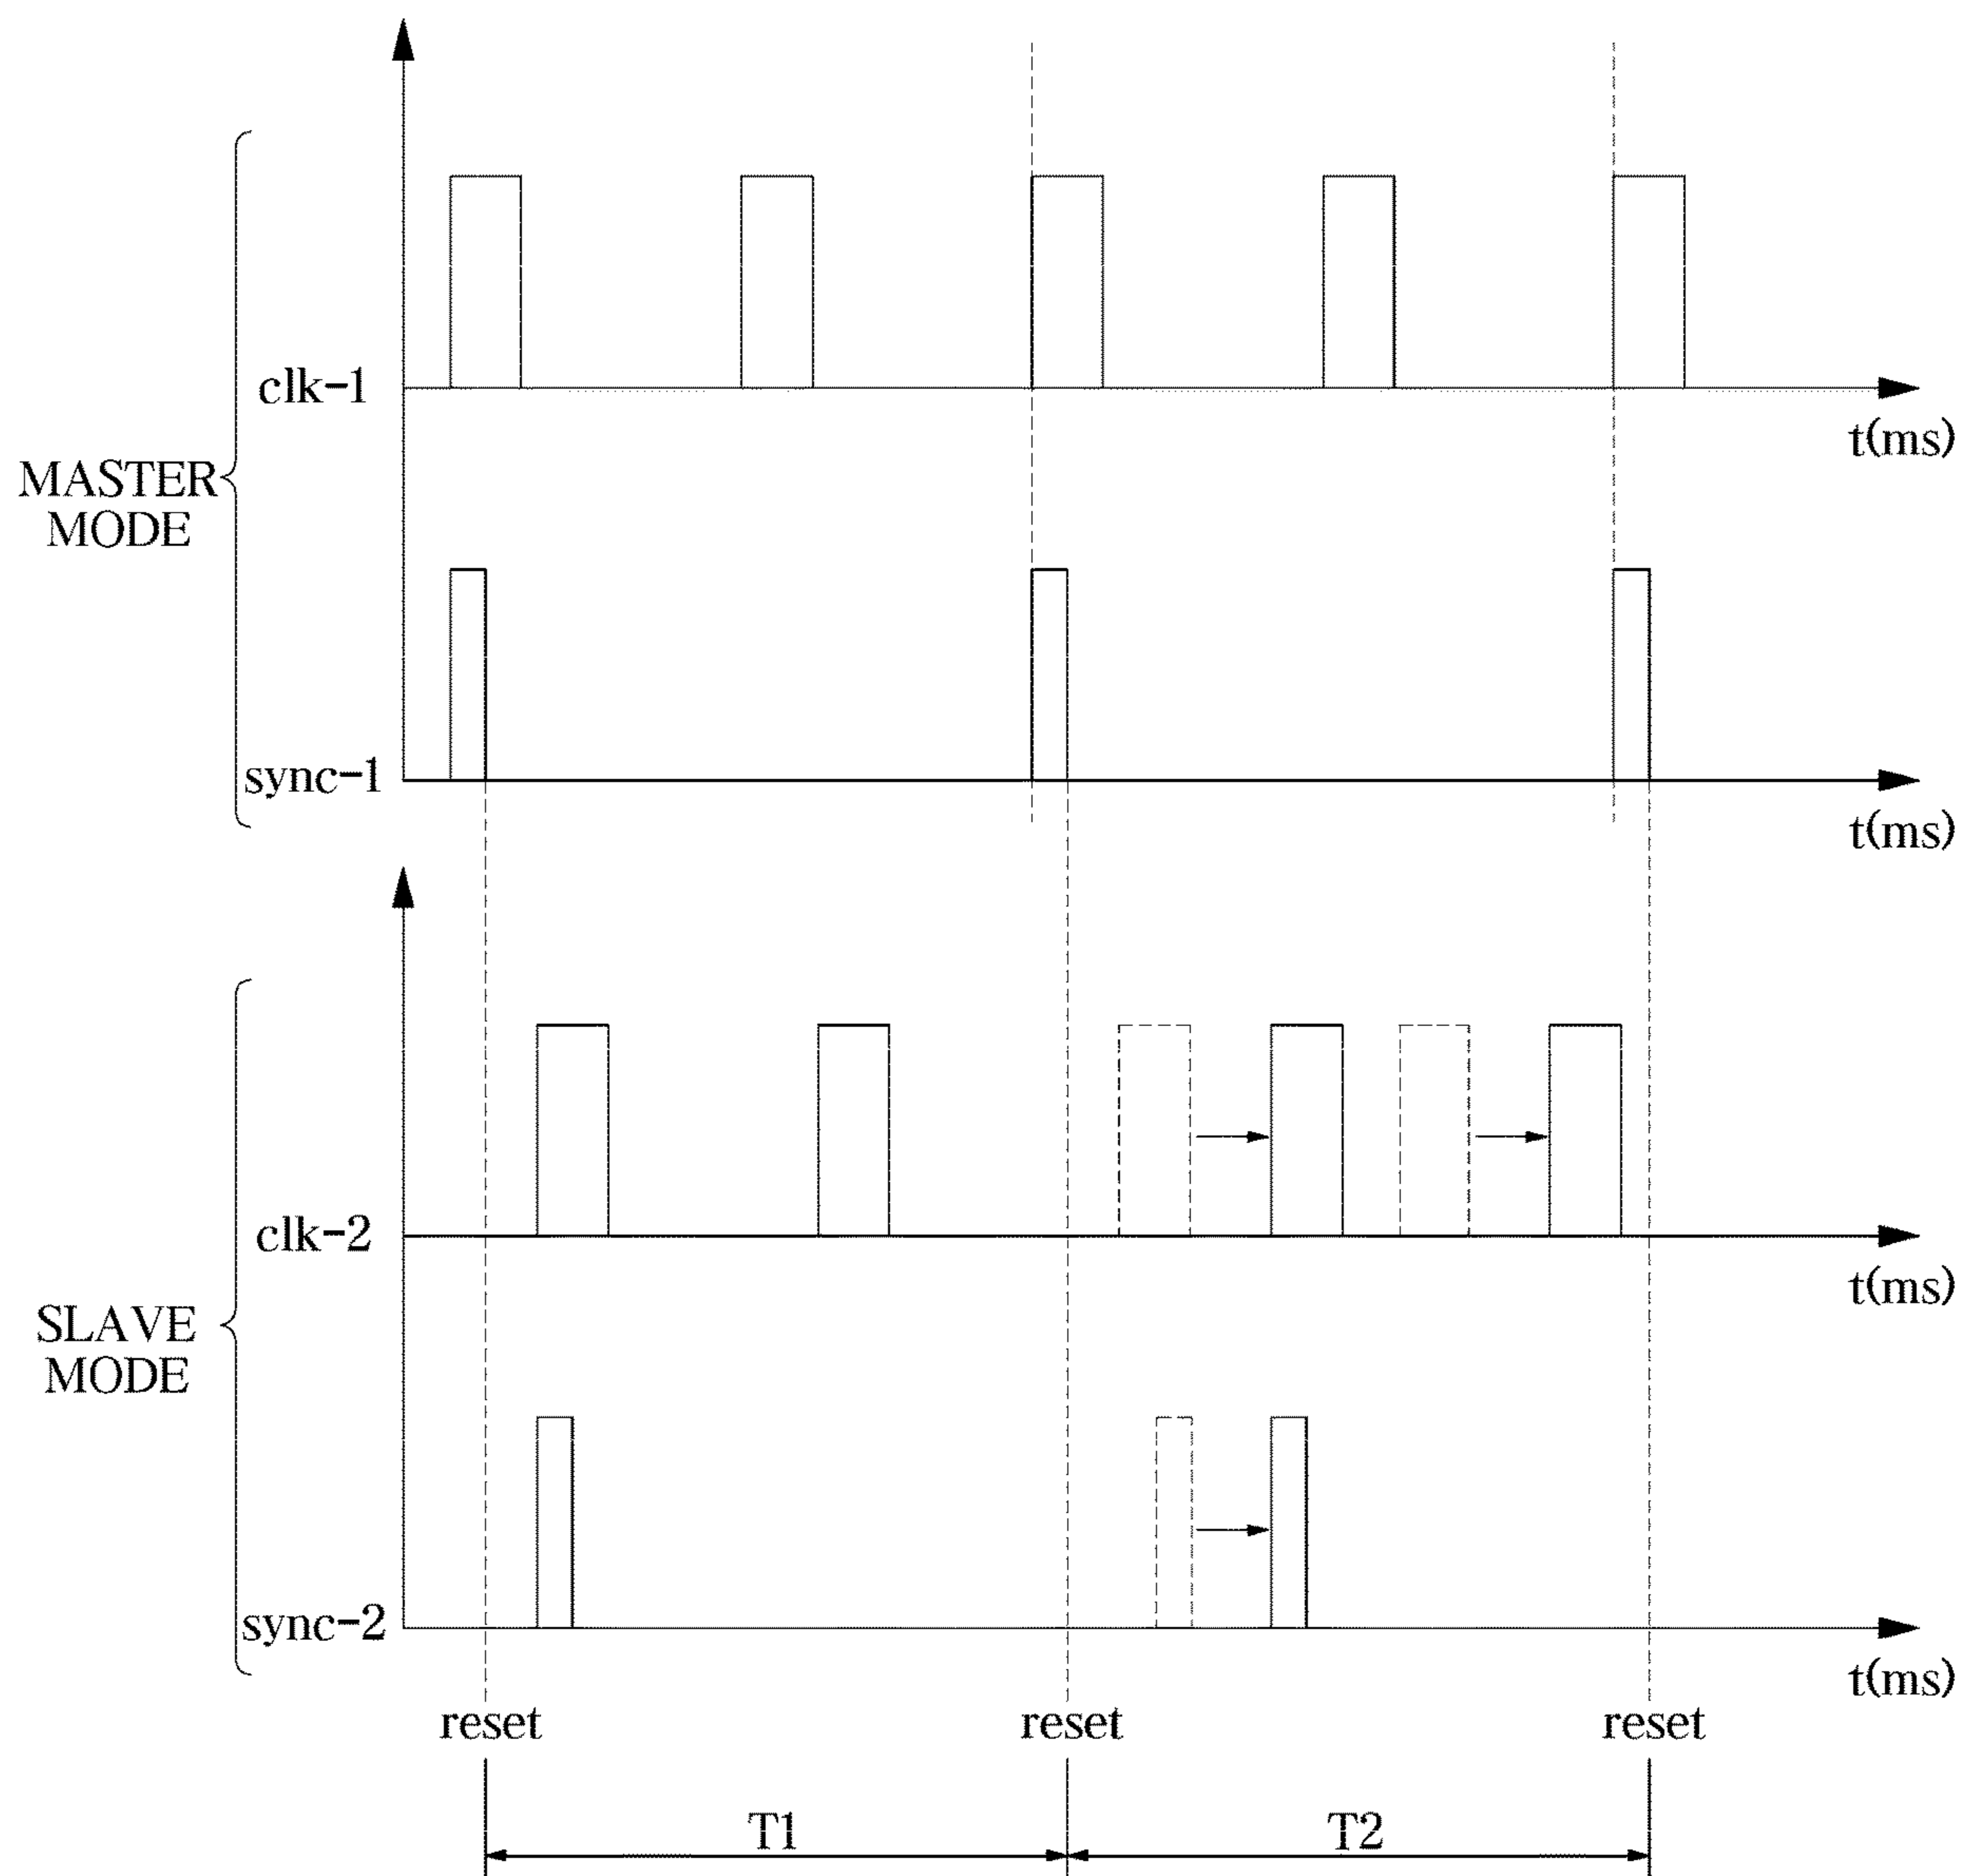 clk-1
t(ms)
MASTER
MODE
sync-1
t(ms)
clk-2
t(ms)
SLAVE
MODE
sync-2
t(ms)
reset reset reset
T1 T2